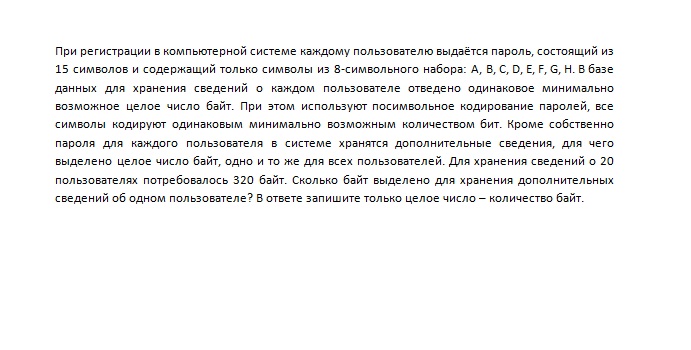 При регистрации в компьютерной системе каждому пользователю выдаётся пароль, состоящий из
15 символов и содержащий только символы из 8-символьного набора: A, B, C, D, E, F, G, H. В базе
данных для хранения сведений о каждом пользователе отведено одинаковое минимально
возможное целое число байт. При этом используют посимвольное кодирование паролей, все
символы кодируют одинаковым минимально возможным количеством бит. Кроме собственно
пароля для каждого пользователя в системе хранятся дополнительные сведения, для чего
выделено целое число байт, одно и то же для всех пользователей. Для хранения сведений о 20
пользователях потребовалось 320 байт. Сколько байт выделено для хранения дополнительных
сведений об одном пользователе? В ответе запишите только целое число – количество байт.